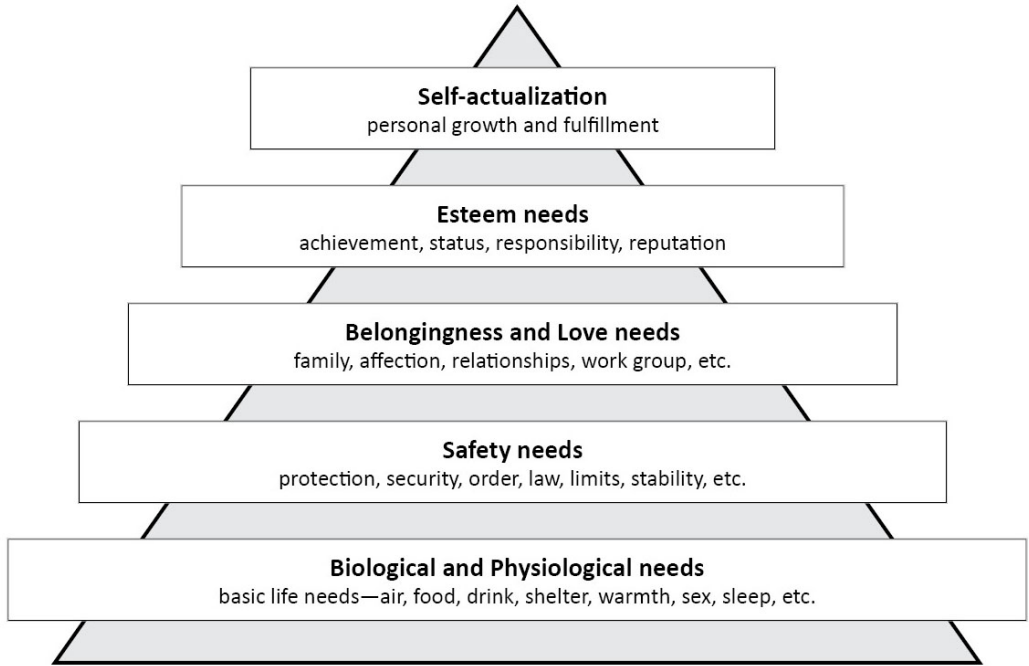 Self-actualization
personal growth and fulfillment
Esteem needs
achievement, status, responsibility, reputation
Belongingness and Love needs
family, affection, relationships, work group, etc.
Safety needs
protection, security, order, law, limits, stability, etc.
Biological and Physiological needs
basic life needs—air, food, drink, shelter, warmth, sex, sleep, etc.